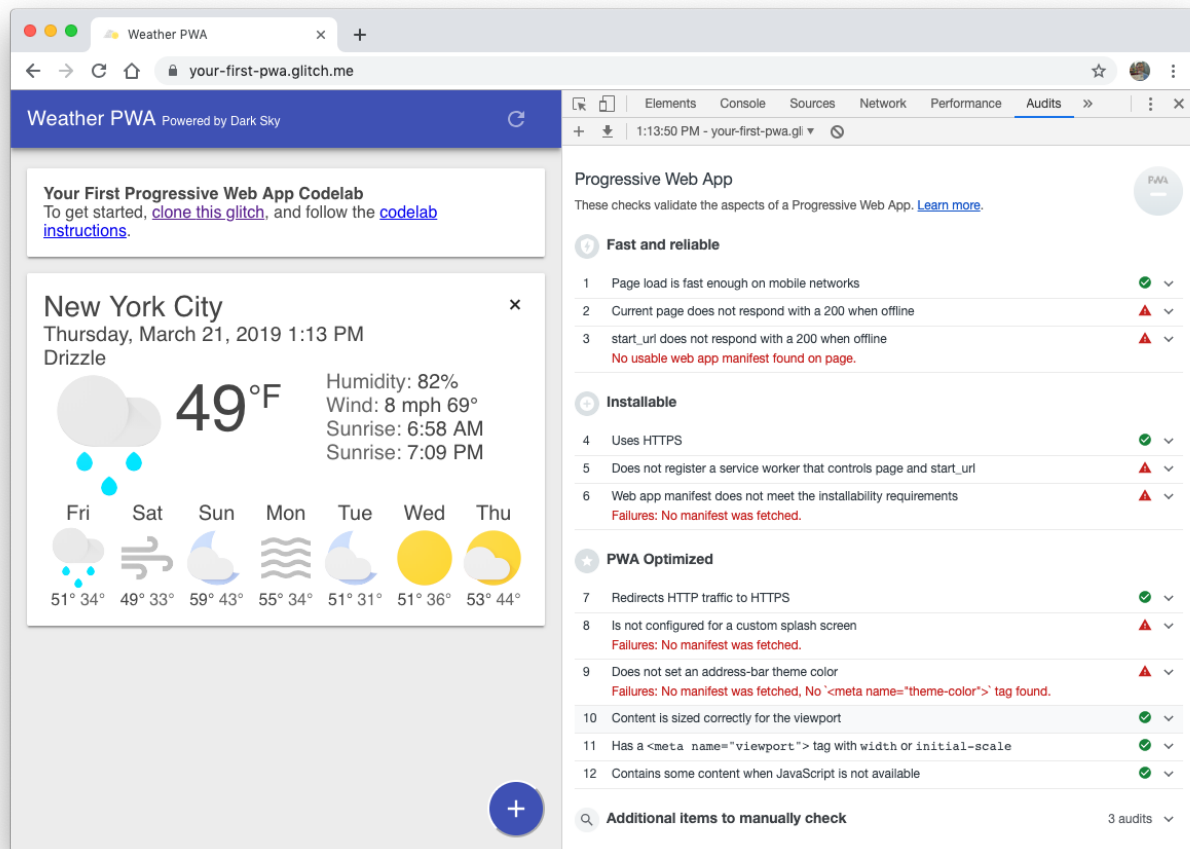 Weather PWA
your-first-pwa.glitch.me
Weather PWA Powered by Dark Sky
Your First Progressive Web App Codelab
To get started, clone this glitch, and follow the codelab
instructions.
New York City
Thursday, March 21, 2019 1:13 PM
Drizzle
49°F
Humidity: 82%
Wind: 8 mph 69°
Sunrise: 6:58 AM
Sunrise: 7:09 PM
Fri Sat Sun Mon Tue Wed Thu
51° 34° 49° 33° 59° 43° 55° 34° 51° 31° 51° 36° 53° 44°
Elements Console Sources Network Performance Audits
1:13:50 PM - your-first-pwa.gl
Progressive Web App
PWA
These checks validate the aspects of a Progressive Web App. Learn more.
Fast and reliable
1 Page load is fast enough on mobile networks
2 Current page does not respond with a 200 when offline
3 start_url does not respond with a 200 when offline
No usable web app manifest found on page.
Installable
4 Uses HTTPS
5 Does not register a service worker that controls page and start_url
6 Web app manifest does not meet the installability requirements
Failures: No manifest was fetched.
PWA Optimized
7 Redirects HTTP traffic to HTTPS
8 Is not configured for a custom splash screen
Failures: No manifest was fetched.
9 Does not set an address-bar theme color
Failures: No manifest was fetched, No `<meta name="theme-color">` tag found.
10 Content is sized correctly for the viewport
11 Has a <meta name="viewport"> tag with width or initial-scale
12 Contains some content when JavaScript is not available
Additional items to manually check 3 audits